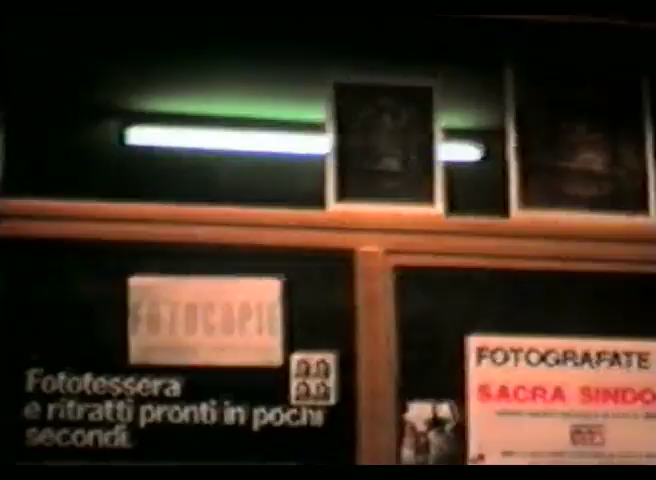 FOTOCOPIE
Fototessera
e ritratti pronti in pochi
secondi.
FOTOGRAFATE
SACRA SINDO